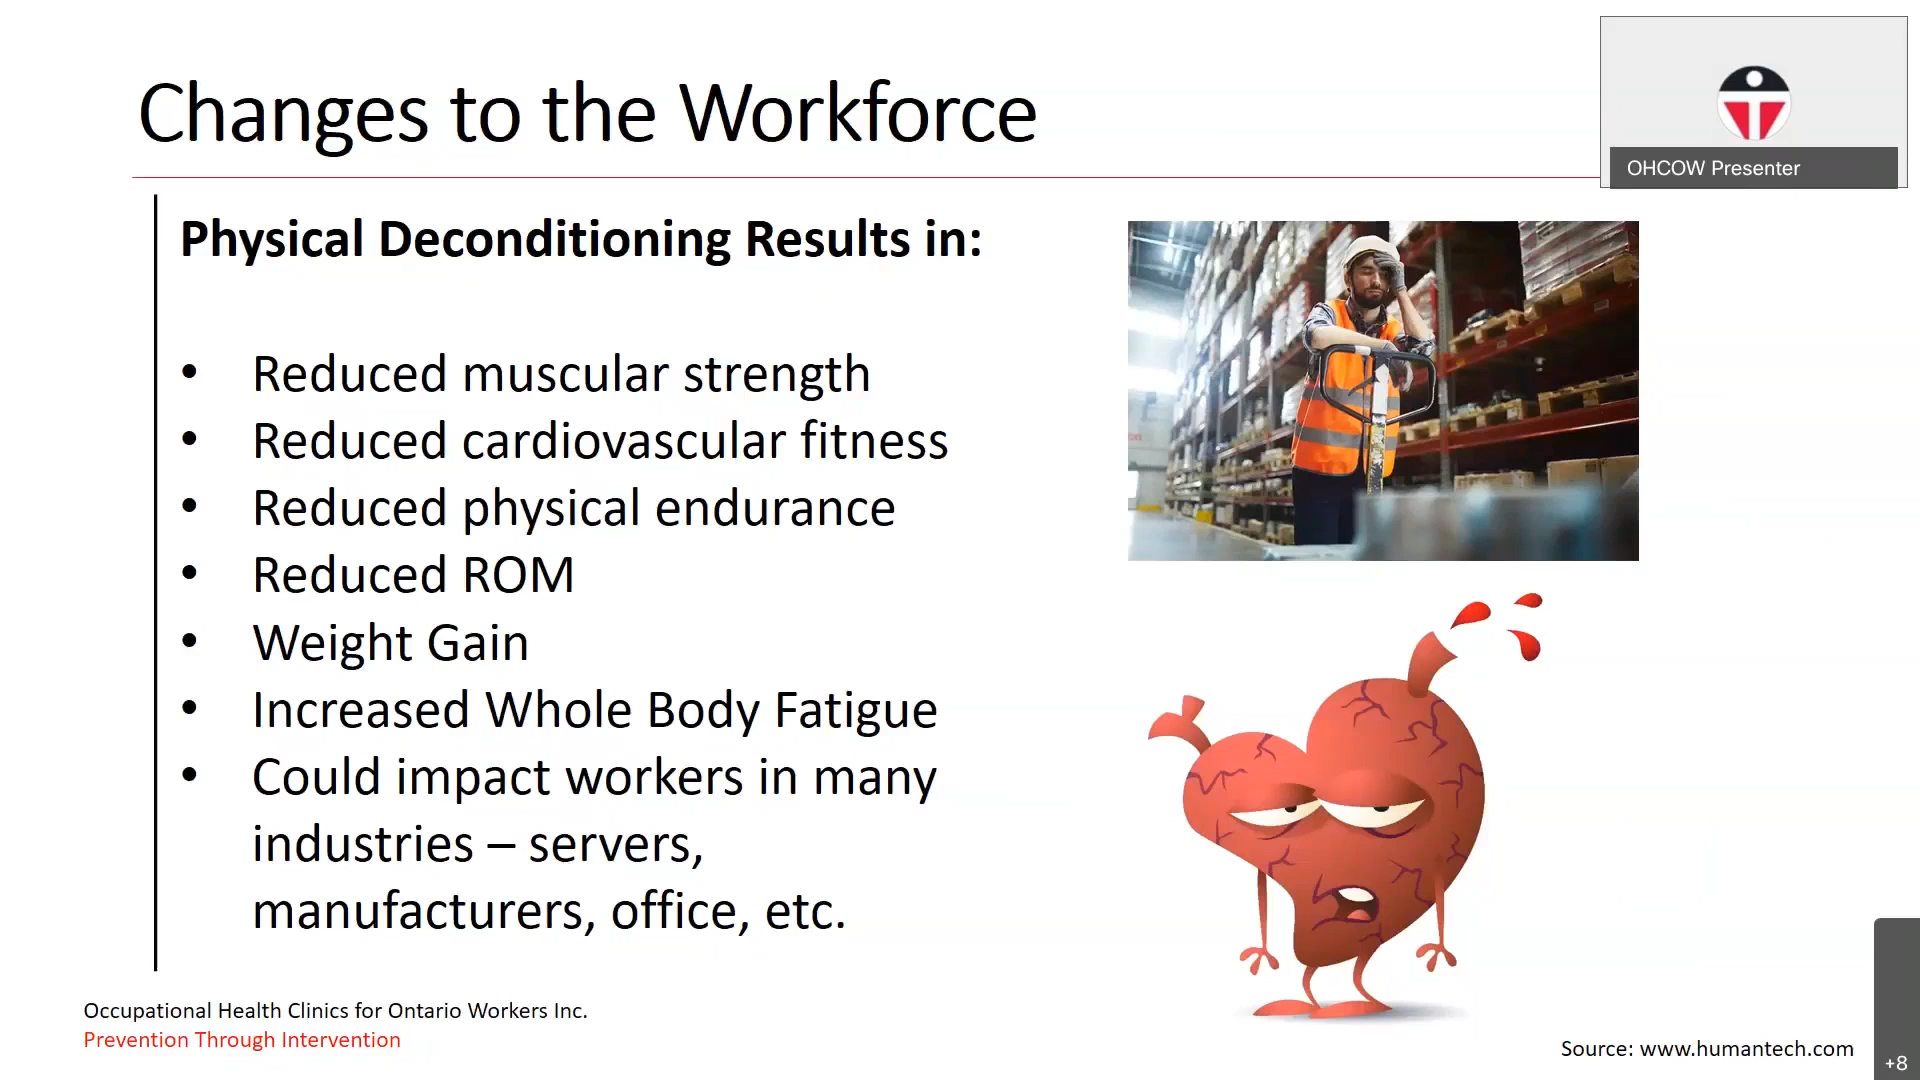 Changes to the Workforce
OHCOW Presenter
Physical Deconditioning Results in:
• Reduced muscular strength
• Reduced cardiovascular fitness
• Reduced physical endurance
• Reduced ROM
• Weight Gain
• Increased Whole Body Fatigue
• Could impact workers in many
industries – servers,
manufacturers, office, etc.
Occupational Health Clinics for Ontario Workers Inc.
Prevention Through Intervention
Source: www.humantech.com
+8